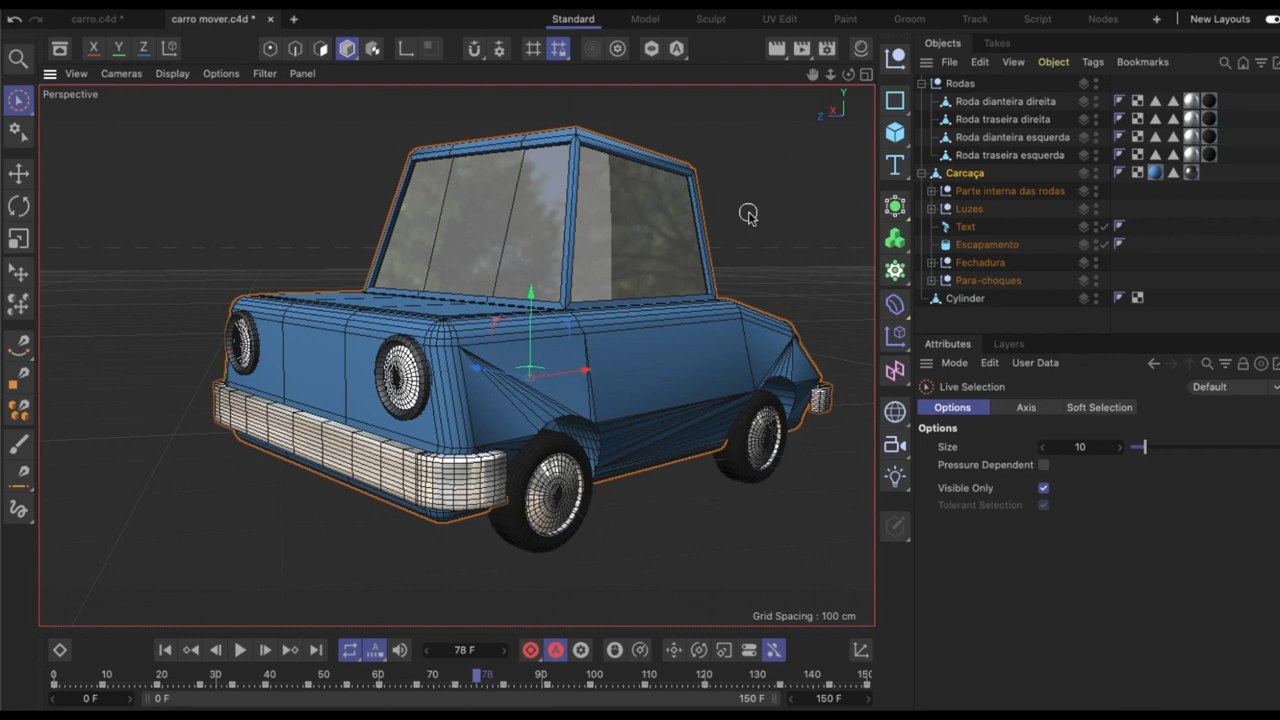 carro.c4d *
carro mover.c4d *
Standard
Model
Sculpt
UV Edit
Paint
Groom
Track
Script
Nodes
New Layouts
X
Y
Z
View
Cameras
Display
Options
Filter
Panel
Perspective
Y
X
Z
Grid Spacing : 100 cm
78 F
0
10
20
30
40
50
60
70
78
90
100
110
120
130
140
0 F
0 F
150 F
150 F
Objects
Takes
File
Edit
View
Object
Tags
Bookmarks
Rodas
Roda dianteira direita
Roda traseira direita
Roda dianteira esquerda
Roda traseira esquerda
Carcaça
Parte interna das rodas
Luzes
Text
Escapamento
Fechadura
Para-choques
Cylinder
Attributes
Layers
Mode
Edit
User Data
Live Selection
Default
Options
Axis
Soft Selection
Options
Size
10
Pressure Dependent
Visible Only
Tolerant Selection